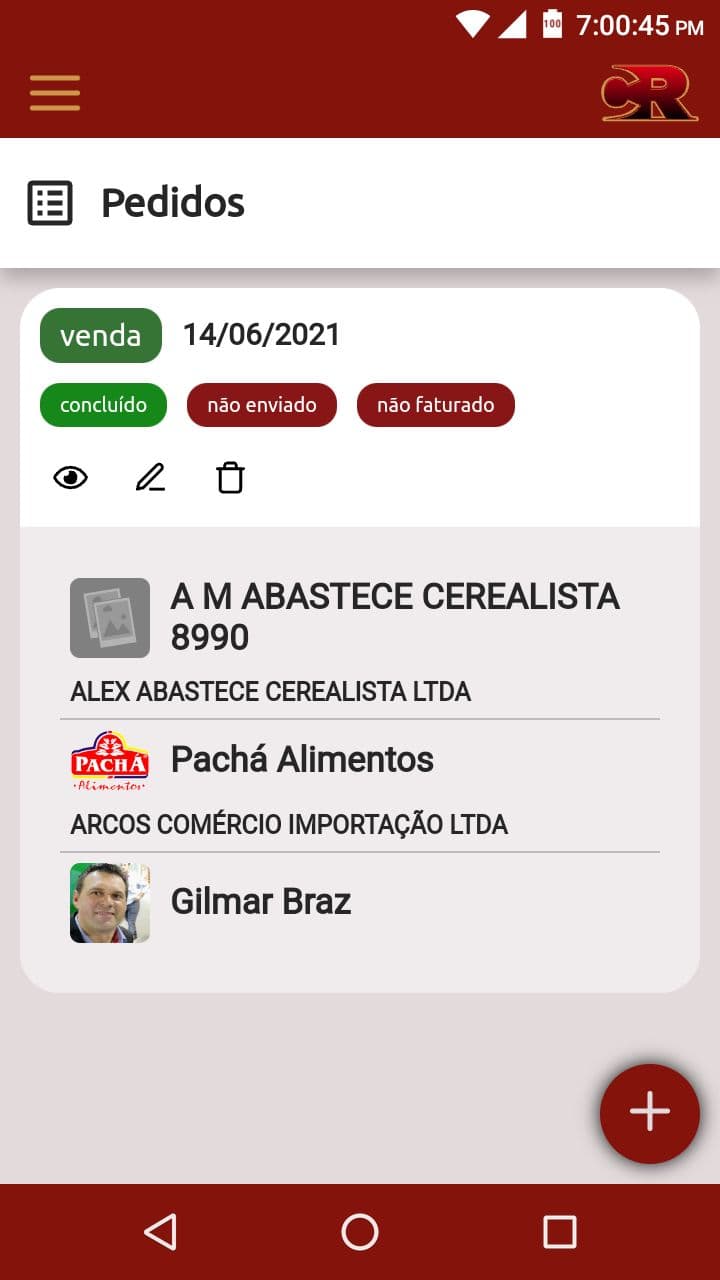 100 7:00:45 PM
CR
Pedidos
venda 14/06/2021
concluído não enviado não faturado
A M ABASTECE CEREALISTA
8990
ALEX ABASTECE CEREALISTA LTDA
PACHÁ
Alimentos
Pachá Alimentos
ARCOS COMÉRCIO IMPORTAÇÃO LTDA
Gilmar Braz